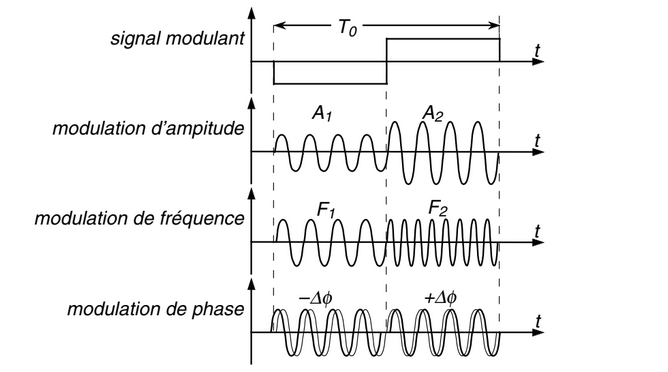 T0
signal modulant
t
A1
A2
modulation d'amplitude
t
F1
F2
modulation de fréquence
t
−Δϕ
+Δϕ
modulation de phase
t